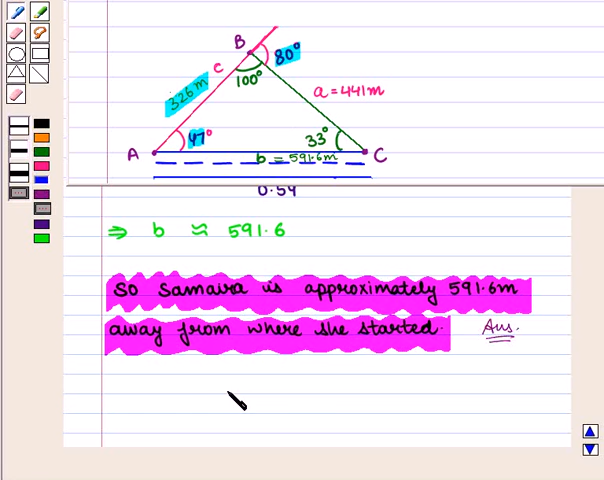 B
80°
c
100°
326 m
a = 441m
47°
33°
A
b = 591.6m
C
0.54
⇒ b ≈ 591.6
So Samaira is approximately 591.6m
away from where she started.
Ans.